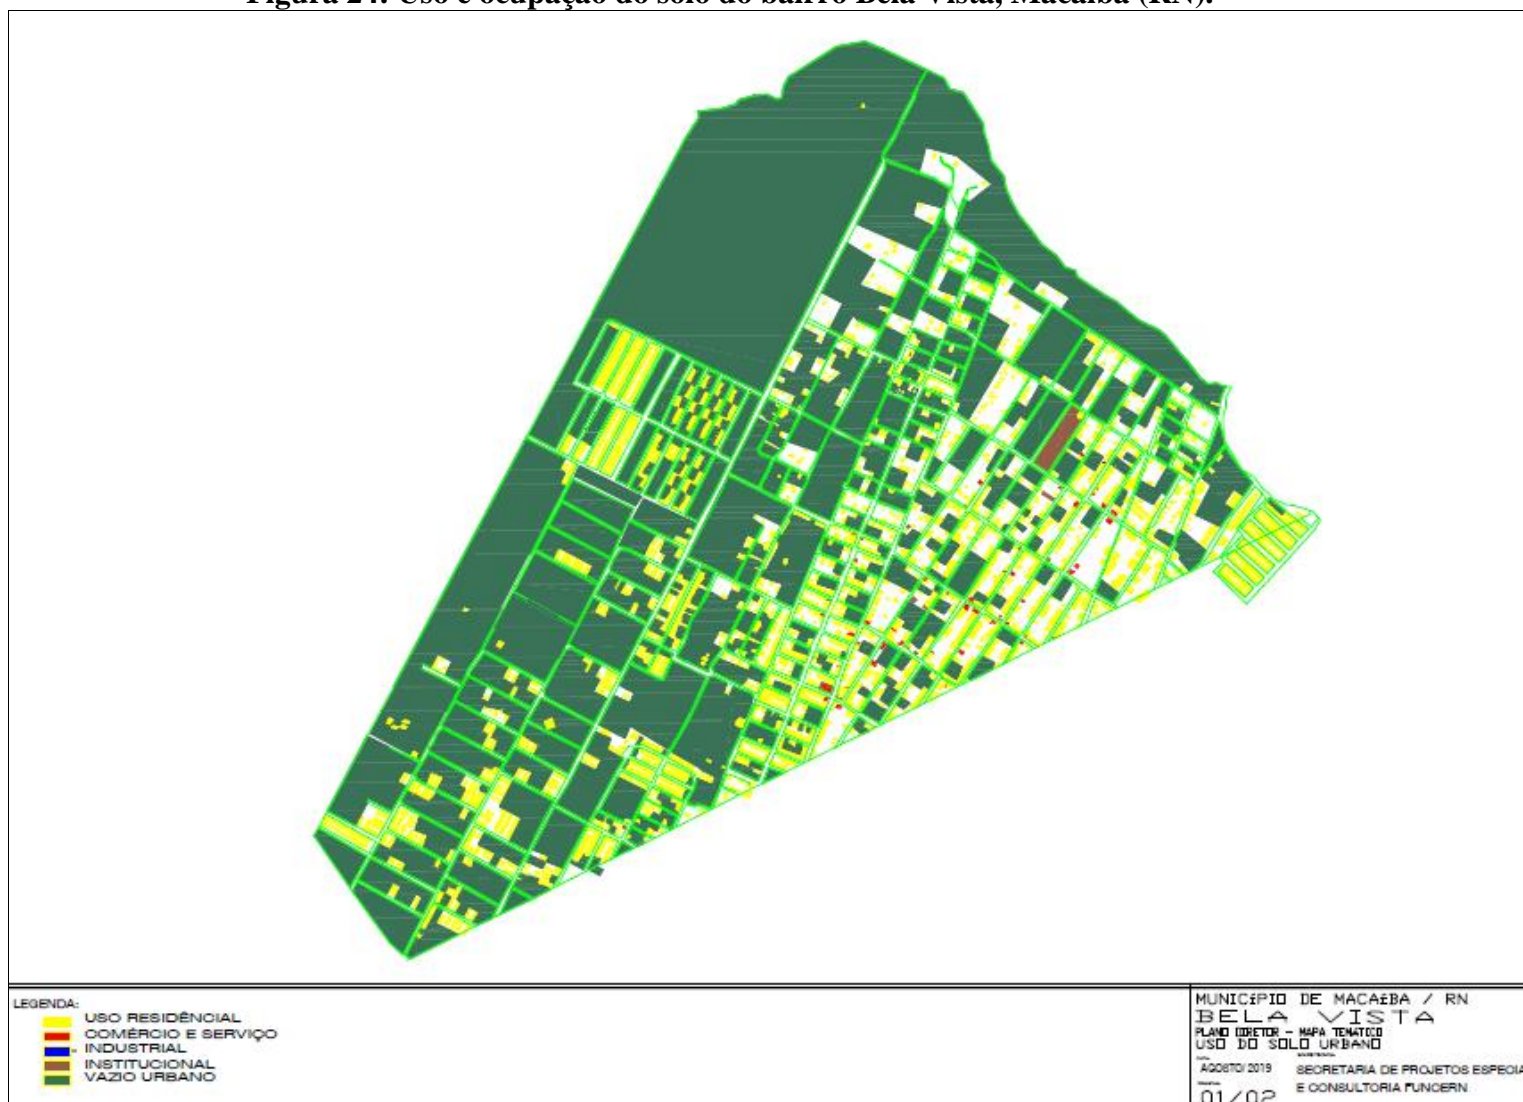 Figura 24: Uso e ocupação do solo do bairro Bela Vista, Macaíba (RN).
LEGENDA:
USO RESIDÊNCIAL
COMÉRCIO E SERVIÇO
INDUSTRIAL
INSTITUCIONAL
VAZIO URBANO
MUNICíPIO DE MACAíBA / RN
BELA VISTA
PLANO DIRETOR - MAPA TEMATICO
USO DO SOLO URBANO
AGOSTO/ 2019
SECRETARIA DE PROJETOS ESPECIA
E CONSULTORIA FUNCERN
01/02